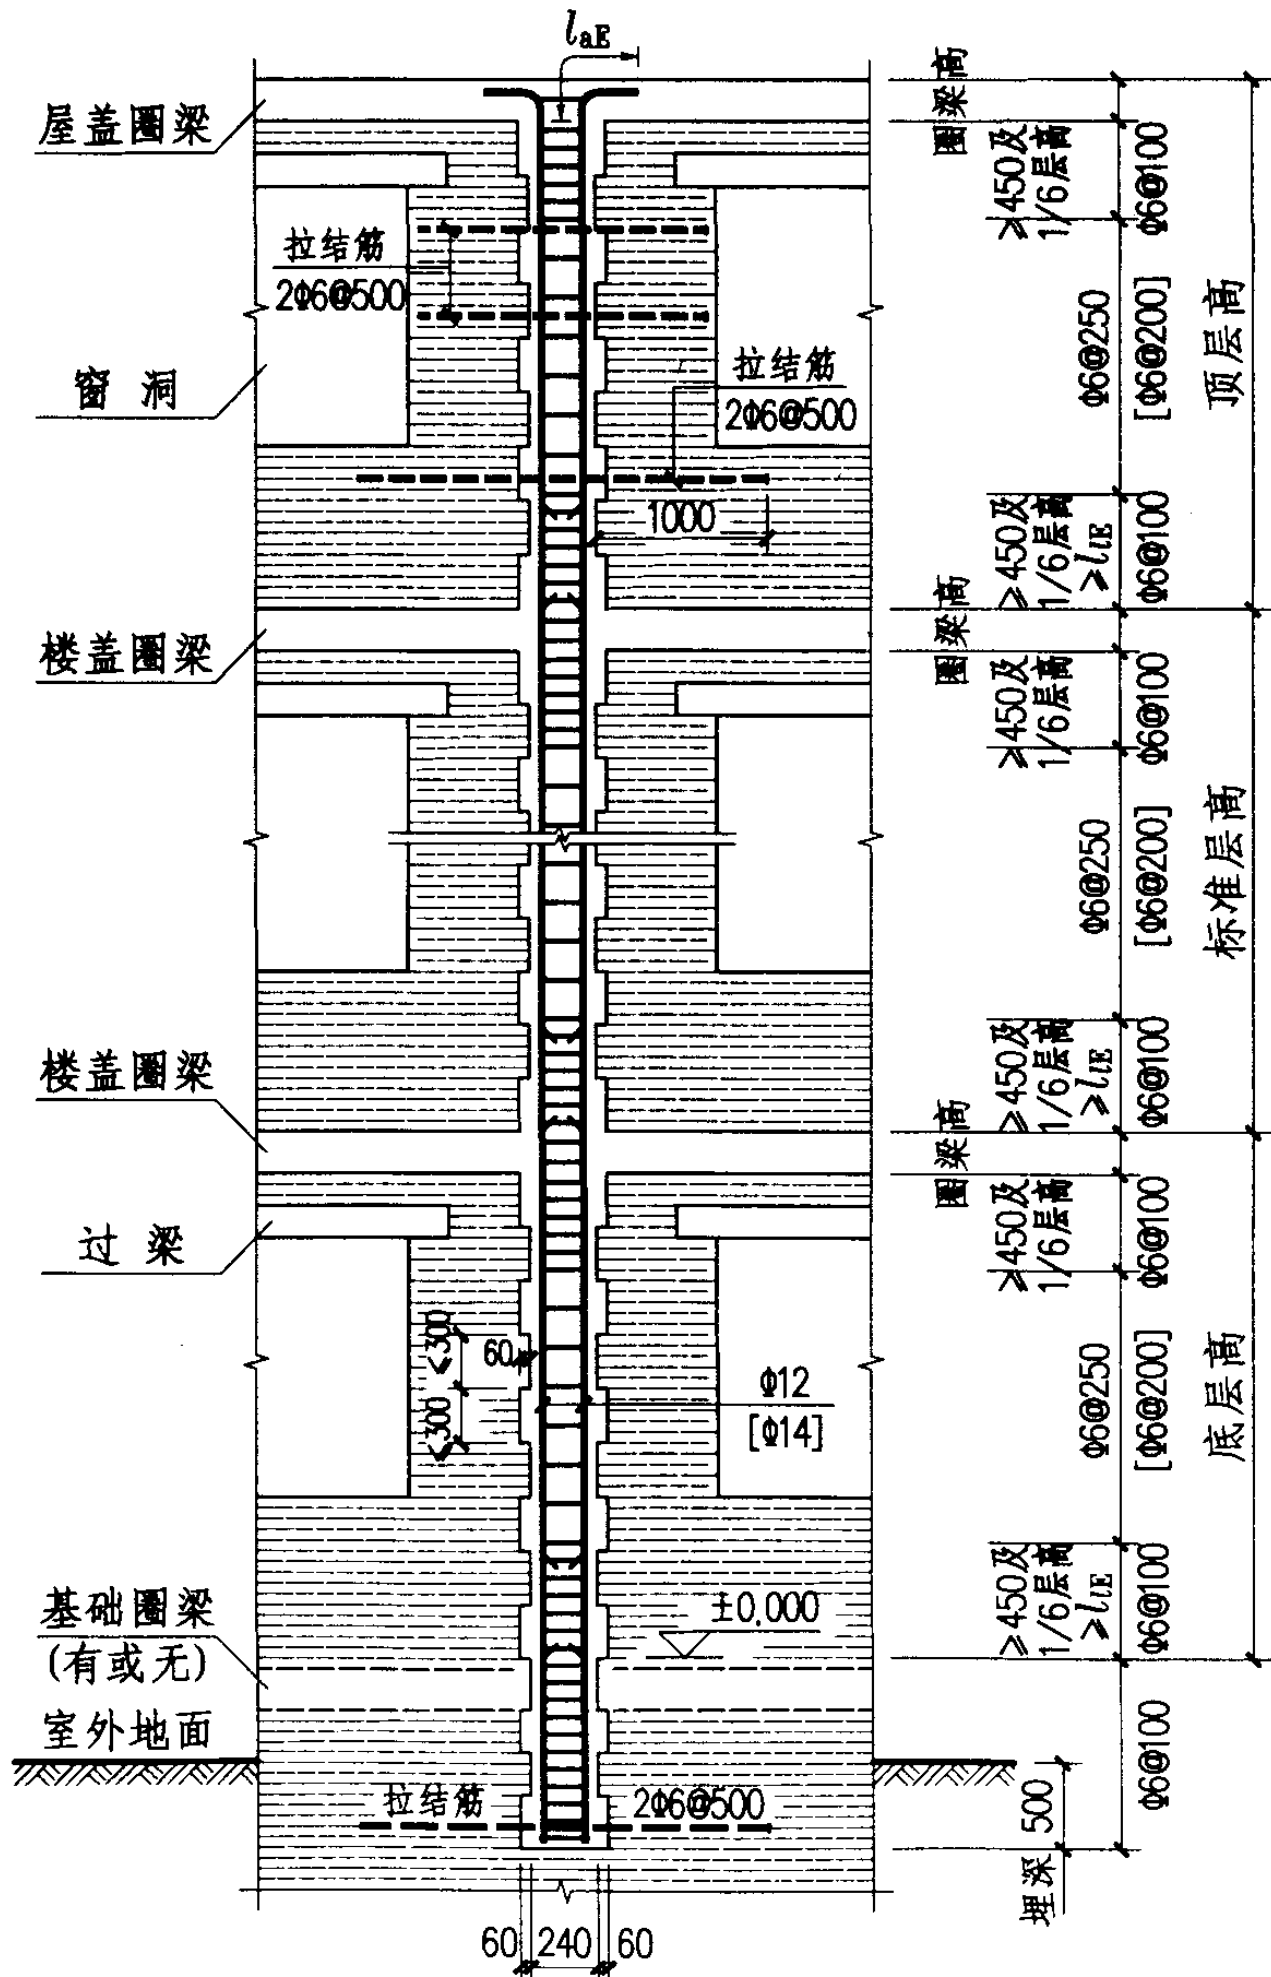 laE
屋盖圈梁
拉结筋
2Φ6@500
窗 洞
拉结筋
2Φ6@500
1000
楼盖圈梁
楼盖圈梁
过 梁
≤300
≤300
60
Φ12
[Φ14]
基础圈梁
(有或无)
±0.000
室外地面
拉结筋
2Φ6@500
60
240
60
圈梁高
≥450及
1/6层高
Φ6@100
Φ6@250
[Φ6@200]
顶层高
≥450及
1/6层高
≥llE
Φ6@100
圈梁高
≥450及
1/6层高
Φ6@100
Φ6@250
[Φ6@200]
标准层高
≥450及
1/6层高
≥llE
Φ6@100
圈梁高
≥450及
1/6层高
Φ6@100
Φ6@250
[Φ6@200]
底层高
≥450及
1/6层高
≥llE
Φ6@100
Φ6@100
埋深 500